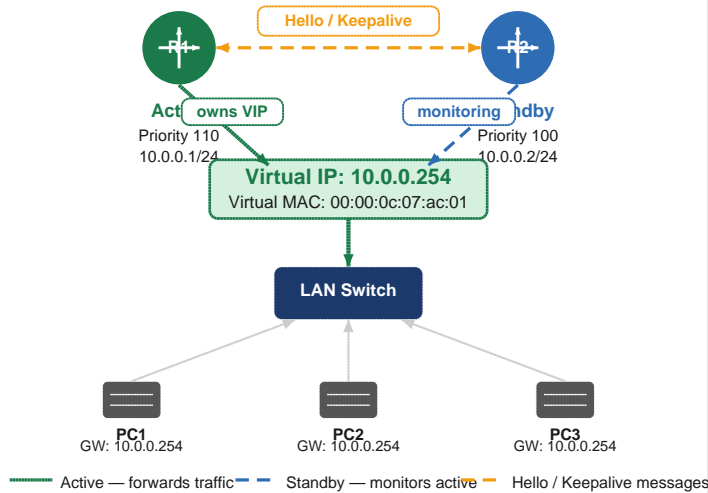 Hello / Keepalive
R1
R2
Act
owns VIP
monitoring
ndby
Priority 110
Priority 100
10.0.0.1/24
10.0.0.2/24
Virtual IP: 10.0.0.254
Virtual MAC: 00:00:0c:07:ac:01
LAN Switch
PC1
PC2
PC3
GW: 10.0.0.254
GW: 10.0.0.254
GW: 10.0.0.254
Active — forwards traffic
Standby — monitors active
Hello / Keepalive messages